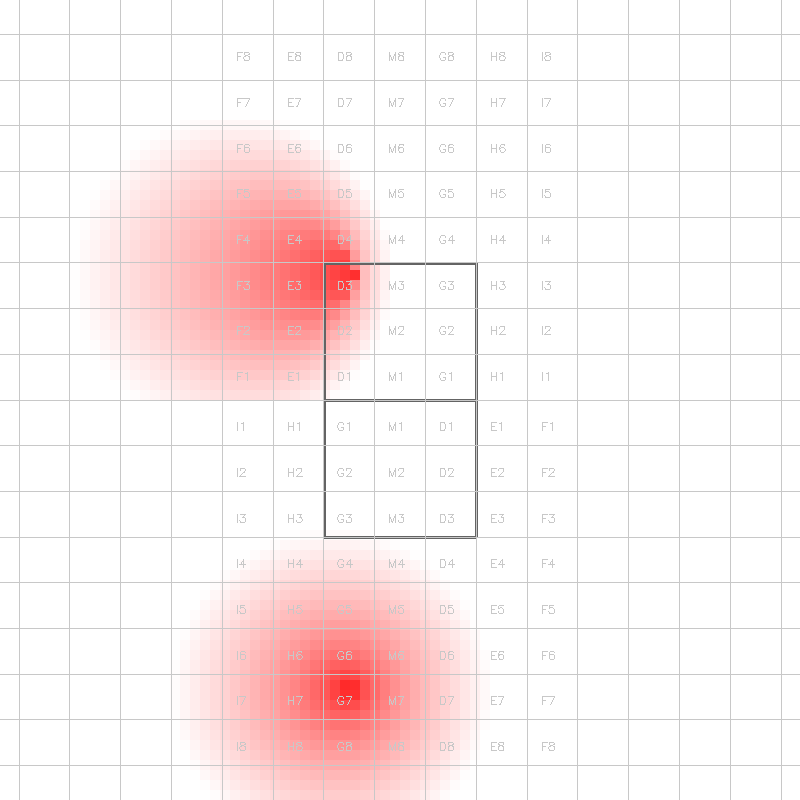 F8 E8 D8 M8 G8 H8 I8
F7 E7 D7 M7 G7 H7 I7
F6 E6 D6 M6 G6 H6 I6
F5 E5 D5 M5 G5 H5 I5
F4 E4 D4 M4 G4 H4 I4
F3 E3 D3 M3 G3 H3 I3
F2 E2 D2 M2 G2 H2 I2
F1 E1 D1 M1 G1 H1 I1
I1 H1 G1 M1 D1 E1 F1
I2 H2 G2 M2 D2 E2 F2
I3 H3 G3 M3 D3 E3 F3
I4 H4 G4 M4 D4 E4 F4
I5 H5 G5 M5 D5 E5 F5
I6 H6 G6 M6 D6 E6 F6
I7 H7 G7 M7 D7 E7 F7
I8 H8 G8 M8 D8 E8 F8